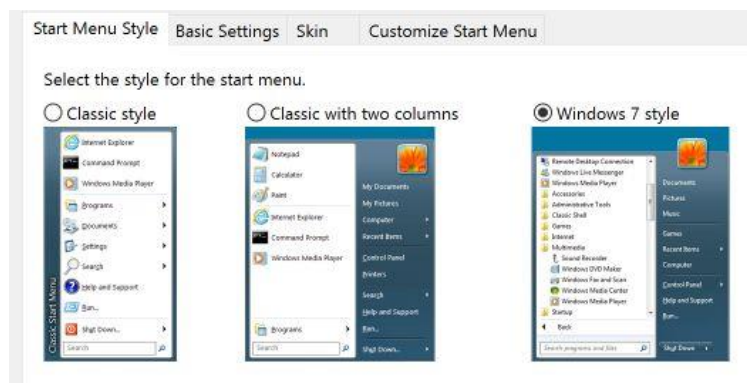 Start Menu Style
Basic Settings
Skin
Customize Start Menu
Select the style for the start menu.
Classic style
Classic with two columns
Windows 7 style
Internet Explorer
Command Prompt
Windows Media Player
Programs
Documents
Settings
Search
Help and Support
Run...
Shut Down...
Search
Classic Start Menu
Notepad
Calculator
Paint
Internet Explorer
Command Prompt
Windows Media Player
Programs
Search
My Documents
My Pictures
Computer
Recent Items
Control Panel
Printers
Search
Help and Support
Run...
Shut Down...
Remote Desktop Connection
Windows Live Messenger
Windows Media Player
Accessories
Administrative Tools
Classic Shell
Games
Internet
Multimedia
Sound Recorder
Windows DVD Maker
Windows Fax and Scan
Windows Media Center
Windows Media Player
Startup
Back
Search programs and files
Documents
Pictures
Music
Games
Recent Items
Computer
Control Panel
Help and Support
Run...
Shut Down